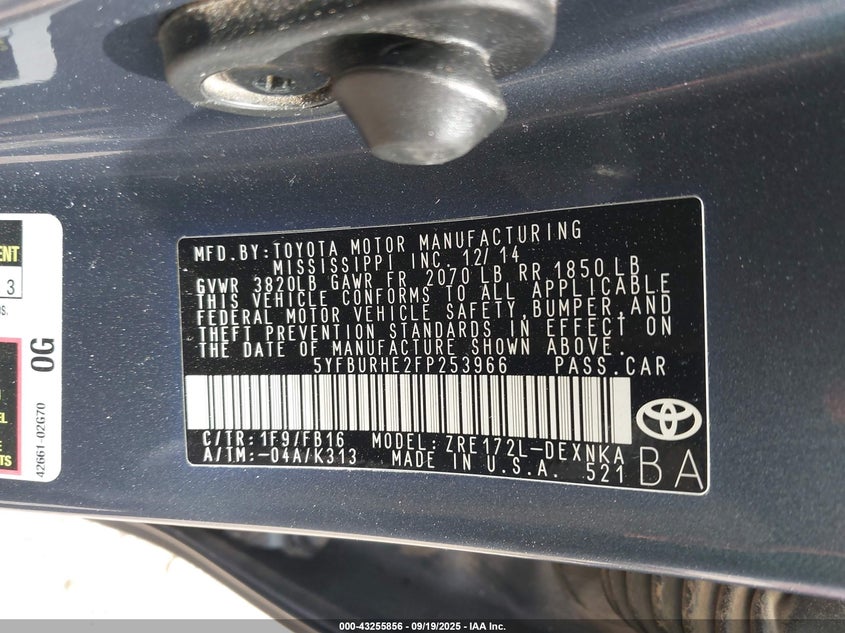 MFD.BY:TOYOTA MOTOR MANUFACTURING
MISSISSIPPI INC. 12/14
GVWR 3820LB GAWR FR 2070 LB RR 1850 LB
THIS VEHICLE CONFORMS TO ALL APPLICABLE
FEDERAL MOTOR VEHICLE SAFETY,BUMPER,AND
THEFT PREVENTION STANDARDS IN EFFECT ON
THE DATE OF MANUFACTURE SHOWN ABOVE.
5YFBURHE2FP253966 PASS.CAR
C/TR:1F9/FB16 MODEL:ZRE172L-DEXNKA
A/TM:-04A/K313 MADE IN U.S.A. 521
BA
3
OG
42661-02G70
000-43255856 - 09/19/2025 - IAA Inc.